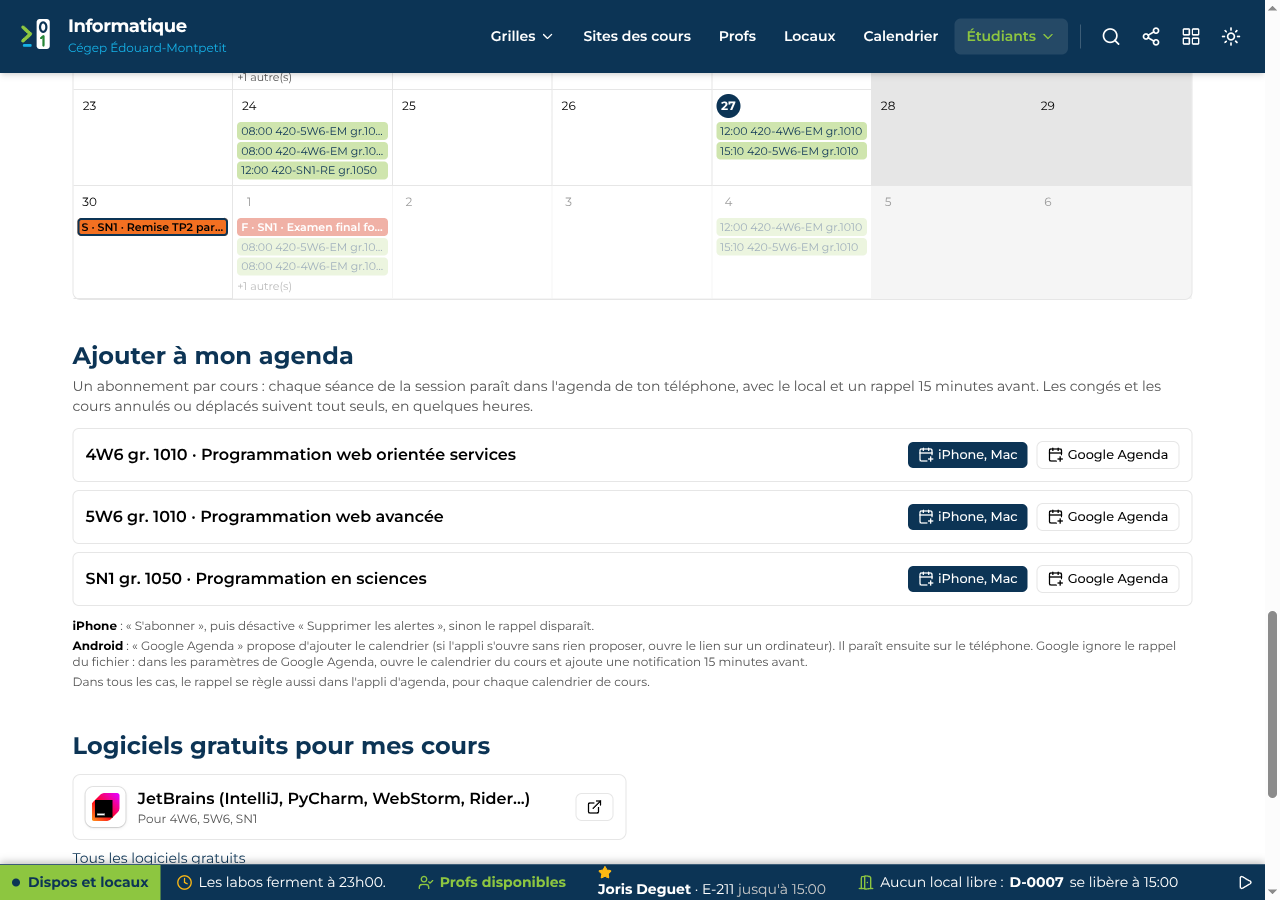 Informatique
Cégep Édouard-Montpetit
Grilles
Sites des cours
Profs
Locaux
Calendrier
Étudiants
+1 autre(s)
23
24
25
26
27
28
29
08:00 420-5W6-EM gr.10...
08:00 420-4W6-EM gr.10...
12:00 420-SN1-RE gr.1050
12:00 420-4W6-EM gr.1010
15:10 420-5W6-EM gr.1010
30
1
2
3
4
5
6
S · SN1 · Remise TP2 par...
F · SN1 · Examen final fo...
08:00 420-5W6-EM gr.10...
08:00 420-4W6-EM gr.10...
+1 autre(s)
12:00 420-4W6-EM gr.1010
15:10 420-5W6-EM gr.1010
Ajouter à mon agenda
Un abonnement par cours : chaque séance de la session paraît dans l'agenda de ton téléphone, avec le local et un rappel 15 minutes avant. Les congés et les
cours annulés ou déplacés suivent tout seuls, en quelques heures.
4W6 gr. 1010 · Programmation web orientée services
iPhone, Mac
Google Agenda
5W6 gr. 1010 · Programmation web avancée
iPhone, Mac
Google Agenda
SN1 gr. 1050 · Programmation en sciences
iPhone, Mac
Google Agenda
iPhone : « S'abonner », puis désactive « Supprimer les alertes », sinon le rappel disparaît.
Android : « Google Agenda » propose d'ajouter le calendrier (si l'appli s'ouvre sans rien proposer, ouvre le lien sur un ordinateur). Il paraît ensuite sur le téléphone. Google ignore le rappel
du fichier : dans les paramètres de Google Agenda, ouvre le calendrier du cours et ajoute une notification 15 minutes avant.
Dans tous les cas, le rappel se règle aussi dans l'appli d'agenda, pour chaque calendrier de cours.
Logiciels gratuits pour mes cours
JetBrains (IntelliJ, PyCharm, WebStorm, Rider...)
Pour 4W6, 5W6, SN1
Tous les logiciels gratuits
Dispos et locaux
Les labos ferment à 23h00.
Profs disponibles
Joris Deguet · E-211 jusqu'à 15:00
Aucun local libre : D-0007 se libère à 15:00